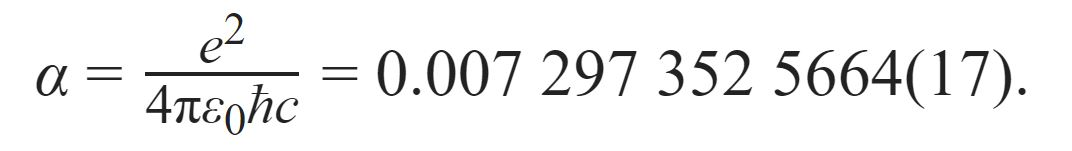 α = e²/4πε₀ħc = 0.007 297 352 5664(17).